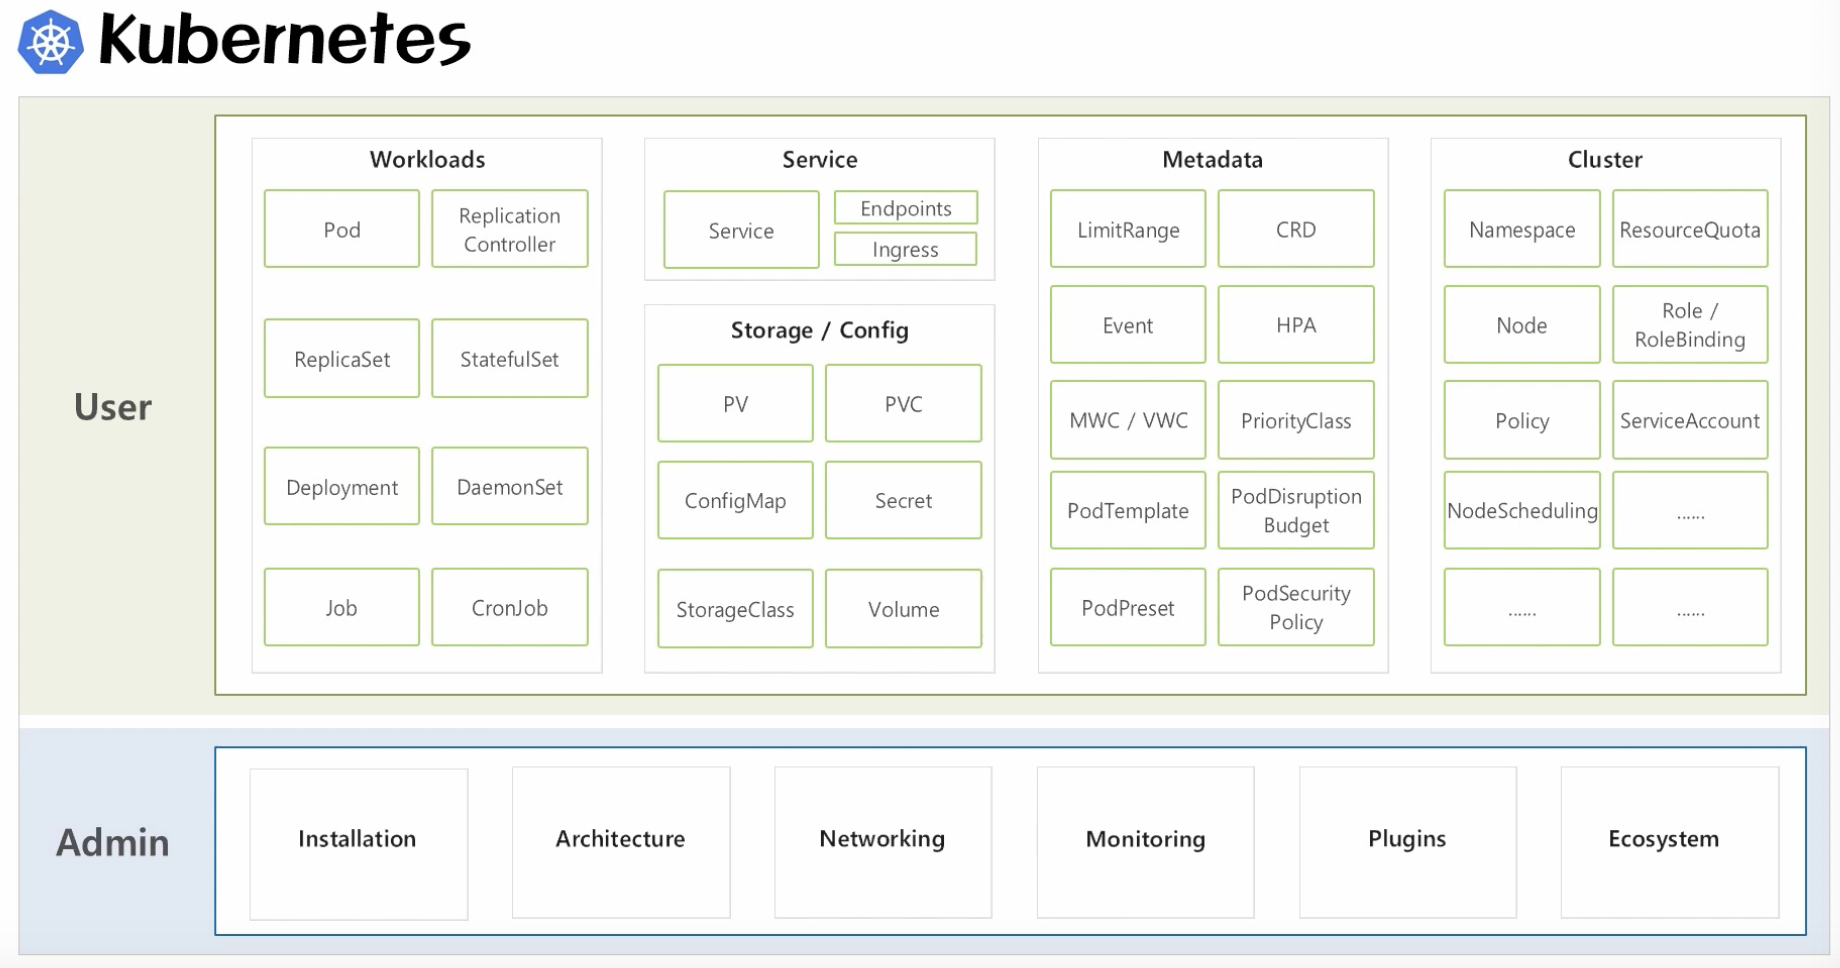 Kubernetes
User
Workloads
Pod
Replication
Controller
ReplicaSet
StatefulSet
Deployment
DaemonSet
Job
CronJob
Service
Service
Endpoints
Ingress
Storage / Config
PV
PVC
ConfigMap
Secret
StorageClass
Volume
Metadata
LimitRange
CRD
Event
HPA
MWC / VWC
PriorityClass
PodTemplate
PodDisruption
Budget
PodPreset
PodSecurity
Policy
Cluster
Namespace
ResourceQuota
Node
Role /
RoleBinding
Policy
ServiceAccount
NodeScheduling
......
......
......
Admin
Installation
Architecture
Networking
Monitoring
Plugins
Ecosystem